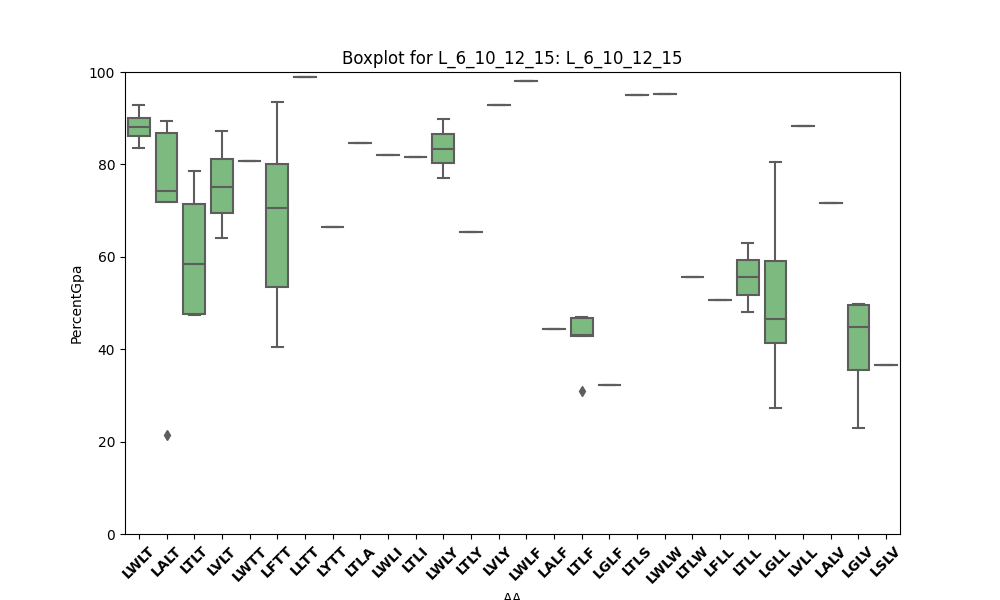 Boxplot for L_6_10_12_15: L_6_10_12_15
100
80
60
40
20
0
PercentGpa
LWLT LALT LTLT LVLT LWTT LFTT LLTT LYTT LTLA LWLI LTLI LWLY LTLY LVLY LWLF LALF LTLF LGLF LTLS LWLW LTLW LFLL LTLL LGLL LVLL LALV LGLV LSLV
AA